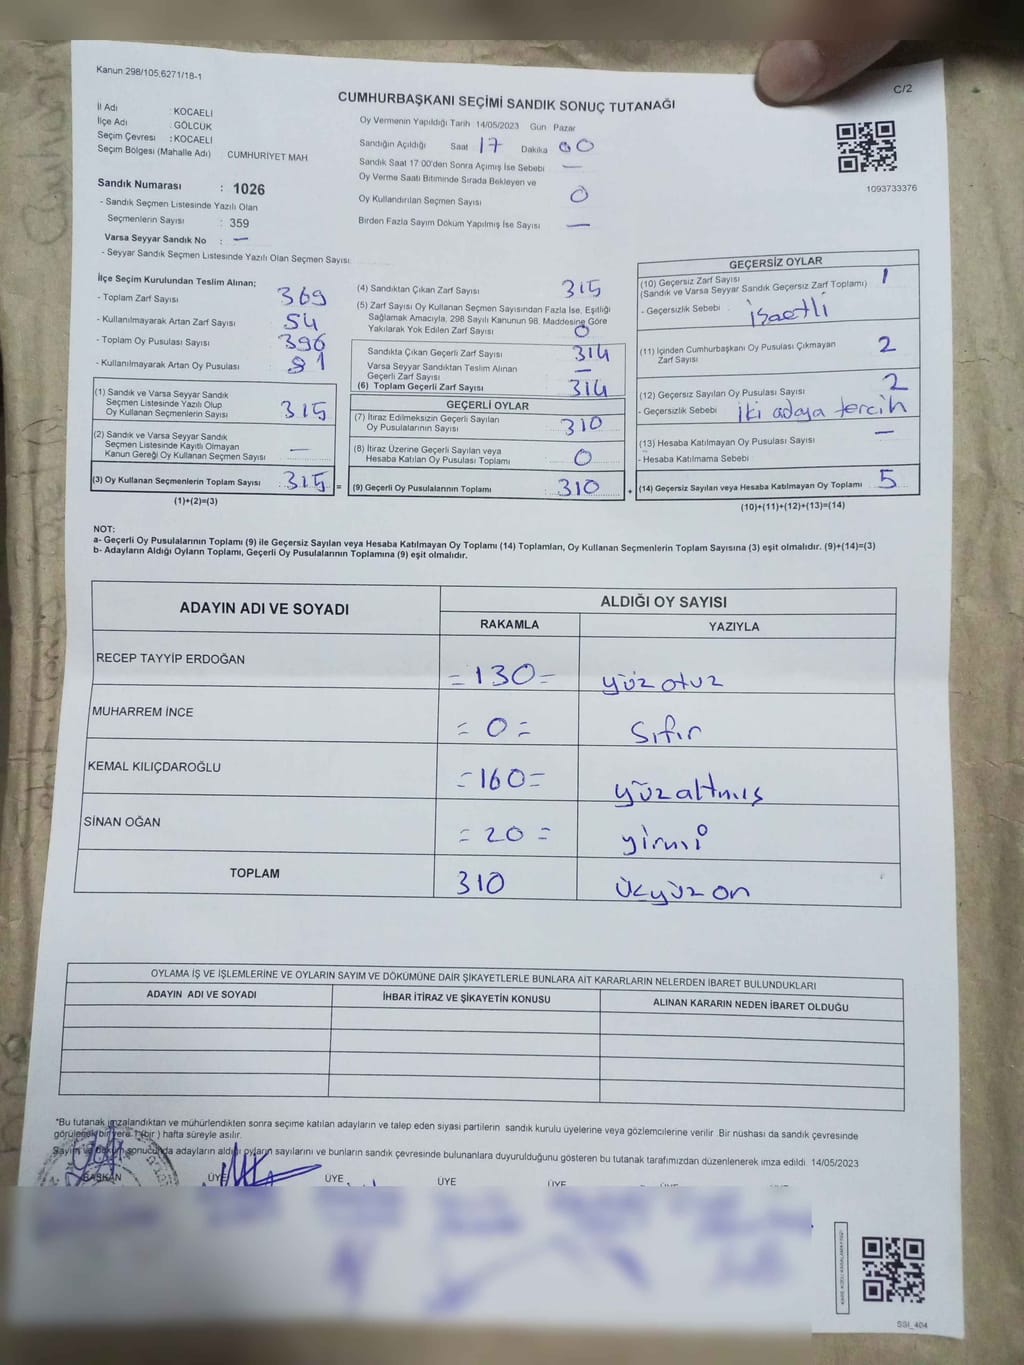 Kanun 298/105,6271/18-1
C/2
CUMHURBAŞKANI SEÇİMİ SANDIK SONUÇ TUTANAĞI
İl Adı : KOCAELİ
İlçe Adı : GÖLCUK
Seçim Çevresi : KOCAELİ
Seçim Bölgesi (Mahalle Adı) CUMHURİYET MAH
Sandık Numarası : 1026
- Sandık Seçmen Listesinde Yazılı Olan
Seçmenlerin Sayısı : 359
Varsa Seyyar Sandık No : —
- Seyyar Sandık Seçmen Listesinde Yazılı Olan Seçmen Sayısı
Oy Vermenin Yapıldığı Tarih 14/05/2023 Gün Pazar
Sandığın Açıldığı Saat 17 Dakika 00
Sandık Saat 17 00'den Sonra Açımış İse Sebebi —
Oy Verme Saati Bitiminde Sırada Bekleyen ve
Oy Kullandırılan Seçmen Sayısı 0
Birden Fazla Sayım Döküm Yapılmış İse Sayısı —
1093733376
İlçe Seçim Kurulundan Teslim Alınan;
- Toplam Zarf Sayısı 369
- Kullanılmayarak Artan Zarf Sayısı 54
- Toplam Oy Pusulası Sayısı 396
- Kullanılmayarak Artan Oy Pusulası 81
(1) Sandık ve Varsa Seyyar Sandık
Seçmen Listesinde Yazılı Olup
Oy Kullanan Seçmenlerin Sayısı 315
(2) Sandık ve Varsa Seyyar Sandık
Seçmen Listesinde Kayıtlı Olmayan
Kanun Gereği Oy Kullanan Seçmen Sayısı —
(3) Oy Kullanan Seçmenlerin Toplam Sayısı 315 =
(1)+(2)=(3)
(4) Sandıktan Çıkan Zarf Sayısı 315
(5) Zarf Sayısı Oy Kullanan Seçmen Sayısından Fazla İse, Eşitliği
Sağlamak Amacıyla, 298 Sayılı Kanunun 98. Maddesine Göre
Yakılarak Yok Edilen Zarf Sayısı 0
Sandıkta Çıkan Geçerli Zarf Sayısı 314
Varsa Seyyar Sandıktan Teslim Alınan
Geçerli Zarf Sayısı —
(6) Toplam Geçerli Zarf Sayısı 314
GEÇERLİ OYLAR
(7) İtiraz Edilmeksizin Geçerli Sayılan
Oy Pusulalarının Sayısı 310
(8) İtiraz Üzerine Geçerli Sayılan veya
Hesaba Katılan Oy Pusulası Toplamı 0
(9) Geçerli Oy Pusulalarının Toplamı 310 +
GEÇERSİZ OYLAR
(10) Geçersiz Zarf Sayısı 1
(Sandık ve Varsa Seyyar Sandık Geçersiz Zarf Toplamı)
- Geçersizlik Sebebi işaetli
(11) İçinden Cumhurbaşkanı Oy Pusulası Çıkmayan
Zarf Sayısı 2
(12) Geçersiz Sayılan Oy Pusulası Sayısı 2
- Geçersizlik Sebebi iki adaya tercih
(13) Hesaba Katılmayan Oy Pusulası Sayısı —
- Hesaba Katılmama Sebebi
(14) Geçersiz Sayılan veya Hesaba Katılmayan Oy Toplamı 5
(10)+(11)+(12)+(13)=(14)
NOT:
a- Geçerli Oy Pusulalarının Toplamı (9) ile Geçersiz Sayılan veya Hesaba Katılmayan Oy Toplamı (14) Toplamları, Oy Kullanan Seçmenlerin Toplam Sayısına (3) eşit olmalıdır. (9)+(14)=(3)
b- Adayların Aldığı Oyların Toplamı, Geçerli Oy Pusulalarının Toplamına (9) eşit olmalıdır.
ADAYIN ADI VE SOYADI
ALDIĞI OY SAYISI
RAKAMLA YAZIYLA
RECEP TAYYİP ERDOĞAN =130= yüz otuz
MUHARREM İNCE =0= Sıfır
KEMAL KILIÇDAROĞLU =160= yüzaltmış
SİNAN OĞAN =20= yirmi
TOPLAM 310 üçyüz on
OYLAMA İŞ VE İŞLEMLERİNE VE OYLARIN SAYIM VE DÖKÜMÜNE DAİR ŞİKAYETLERLE BUNLARA AİT KARARLARIN NELERDEN İBARET BULUNDUKLARI
ADAYIN ADI VE SOYADI İHBAR İTİRAZ VE ŞİKAYETİN KONUSU ALINAN KARARIN NEDEN İBARET OLDUĞU
*Bu tutanak imzalandıktan ve mühürlendikten sonra seçime katılan adayların ve talep eden siyasi partilerin sandık kurulu üyelerine veya gözlemcilerine verilir. Bir nüshası da sandık çevresinde
görülecek bir yere 1 (bir) hafta süreyle asılır.
Sayım ve döküm sonucunda adayların aldığı oyların sayılarını ve bunların sandık çevresinde bulunanlara duyurulduğunu gösteren bu tutanak tarafımızdan düzenlenerek imza edildi. 14/05/2023
BAŞKAN ÜYE ÜYE ÜYE ÜYE
SSI_404